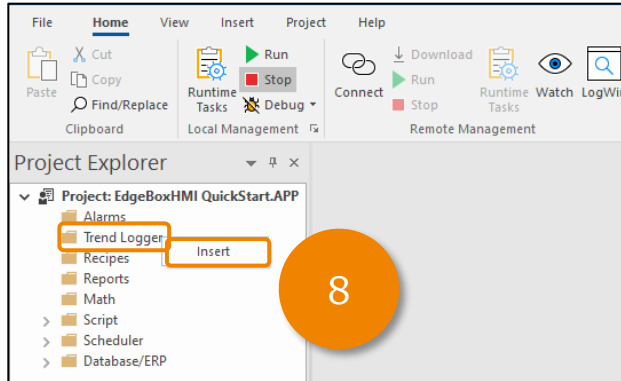 File Home View Insert Project Help
Cut
Copy
Paste
Find/Replace
Clipboard
Runtime Tasks
Run
Stop
Debug
Local Management
Connect
Download
Run
Stop
Runtime Tasks
Watch
LogWi
Remote Management
Project Explorer
Project: EdgeBoxHMI QuickStart.APP
Alarms
Trend Logger
Insert
Recipes
Reports
Math
Script
Scheduler
Database/ERP
8